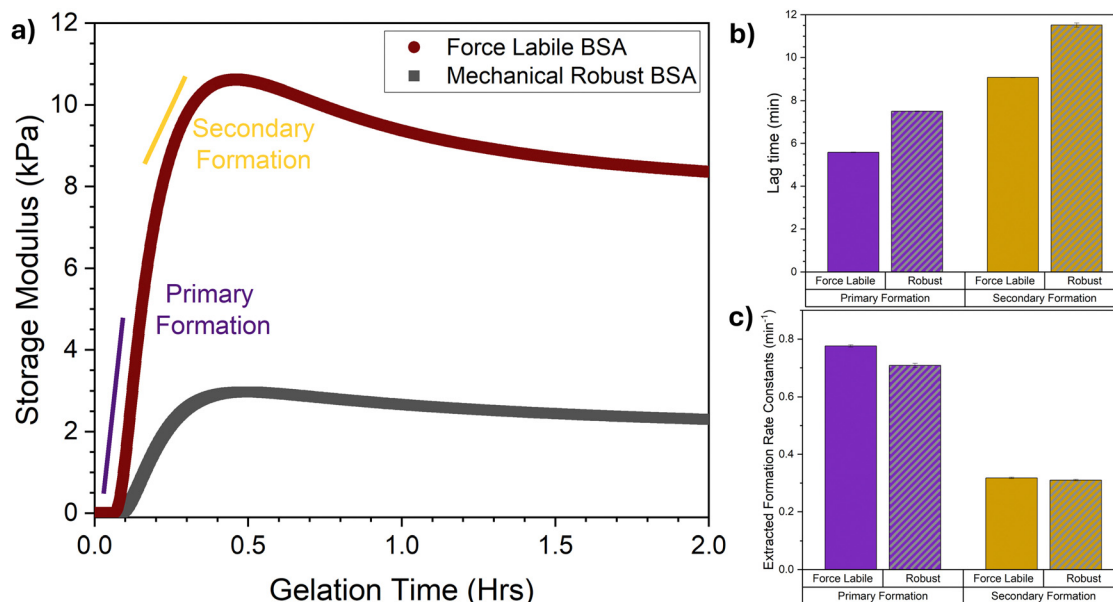 a)
12
10
8
6
4
2
0
Storage Modulus (kPa)
Force Labile BSA
Mechanical Robust BSA
Secondary
Formation
Primary
Formation
0.0
0.5
1.0
1.5
2.0
Gelation Time (Hrs)
b)
12
10
8
6
4
2
0
Lag time (min)
Force Labile
Robust
Force Labile
Robust
Primary Formation
Secondary Formation
c)
0.8
0.6
0.4
0.2
0.0
Extracted Formation Rate Constants (min⁻¹)
Force Labile
Robust
Force Labile
Robust
Primary Formation
Secondary Formation